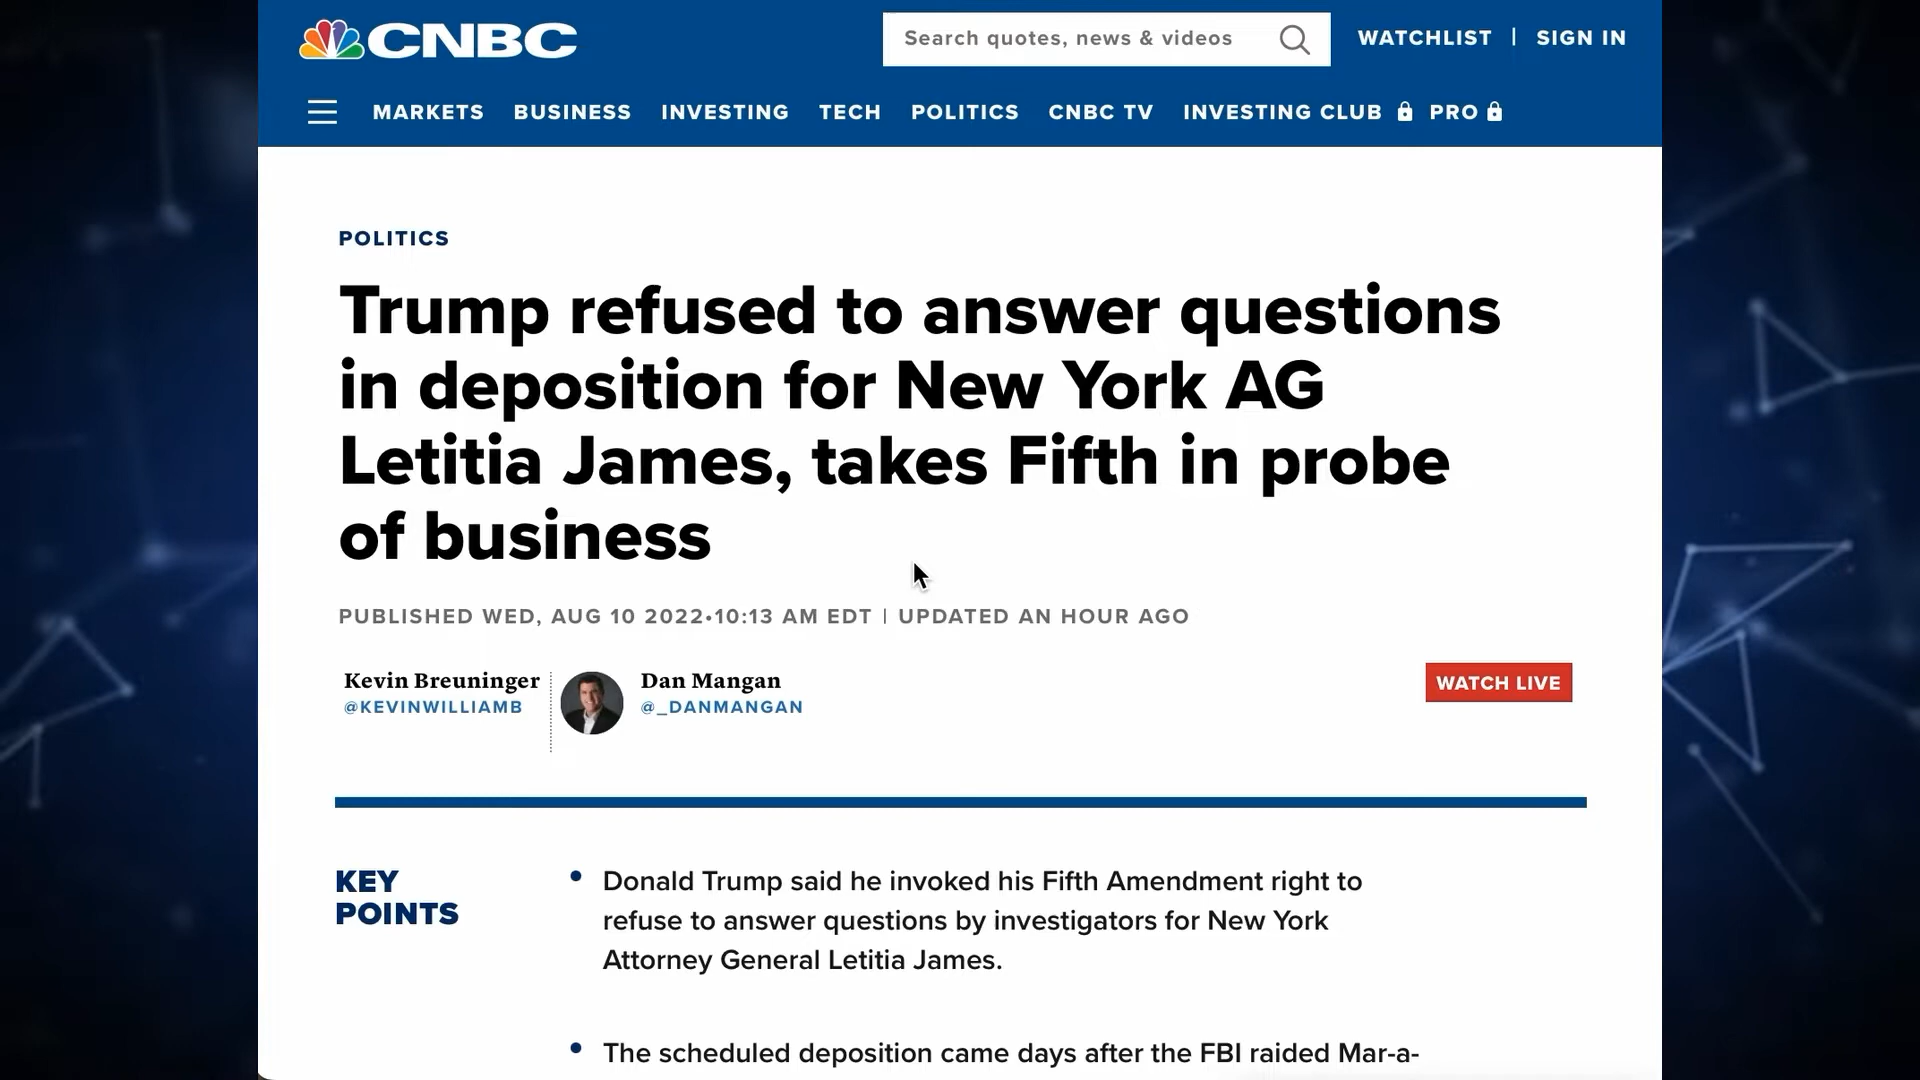 CNBC
Search quotes, news & videos
WATCHLIST | SIGN IN
MARKETS BUSINESS INVESTING TECH POLITICS CNBC TV INVESTING CLUB PRO
POLITICS
Trump refused to answer questions
in deposition for New York AG
Letitia James, takes Fifth in probe
of business
PUBLISHED WED, AUG 10 2022•10:13 AM EDT | UPDATED AN HOUR AGO
Kevin Breuninger
@KEVINWILLIAMB
Dan Mangan
@_DANMANGAN
WATCH LIVE
KEY
POINTS
• Donald Trump said he invoked his Fifth Amendment right to
refuse to answer questions by investigators for New York
Attorney General Letitia James.
• The scheduled deposition came days after the FBI raided Mar-a-